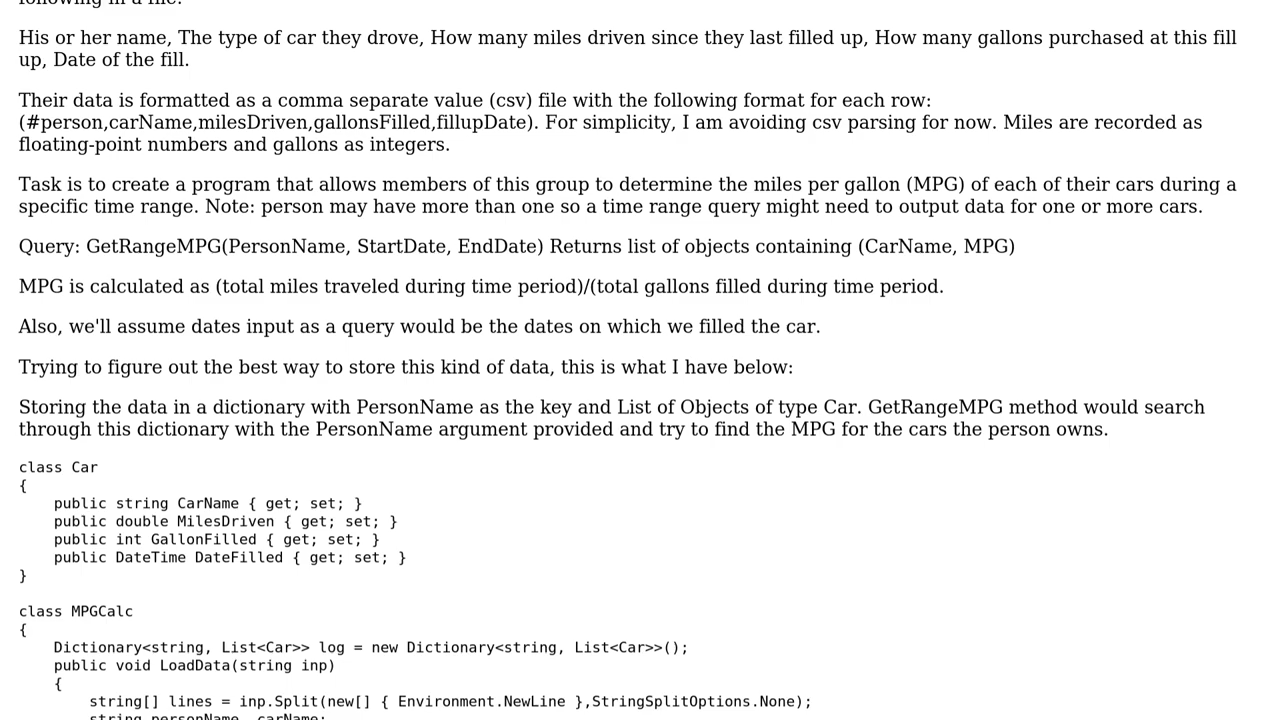 following in a file:
His or her name, The type of car they drove, How many miles driven since they last filled up, How many gallons purchased at this fill
up, Date of the fill.
Their data is formatted as a comma separate value (csv) file with the following format for each row:
(#person,carName,milesDriven,gallonsFilled,fillupDate). For simplicity, I am avoiding csv parsing for now. Miles are recorded as
floating-point numbers and gallons as integers.
Task is to create a program that allows members of this group to determine the miles per gallon (MPG) of each of their cars during a
specific time range. Note: person may have more than one so a time range query might need to output data for one or more cars.
Query: GetRangeMPG(PersonName, StartDate, EndDate) Returns list of objects containing (CarName, MPG)
MPG is calculated as (total miles traveled during time period)/(total gallons filled during time period.
Also, we'll assume dates input as a query would be the dates on which we filled the car.
Trying to figure out the best way to store this kind of data, this is what I have below:
Storing the data in a dictionary with PersonName as the key and List of Objects of type Car. GetRangeMPG method would search
through this dictionary with the PersonName argument provided and try to find the MPG for the cars the person owns.
class Car
{
    public string CarName { get; set; }
    public double MilesDriven { get; set; }
    public int GallonFilled { get; set; }
    public DateTime DateFilled { get; set; }
}
class MPGCalc
{
    Dictionary<string, List<Car>> log = new Dictionary<string, List<Car>>();
    public void LoadData(string inp)
    {
        string[] lines = inp.Split(new[] { Environment.NewLine },StringSplitOptions.None);
        string personName, carName;